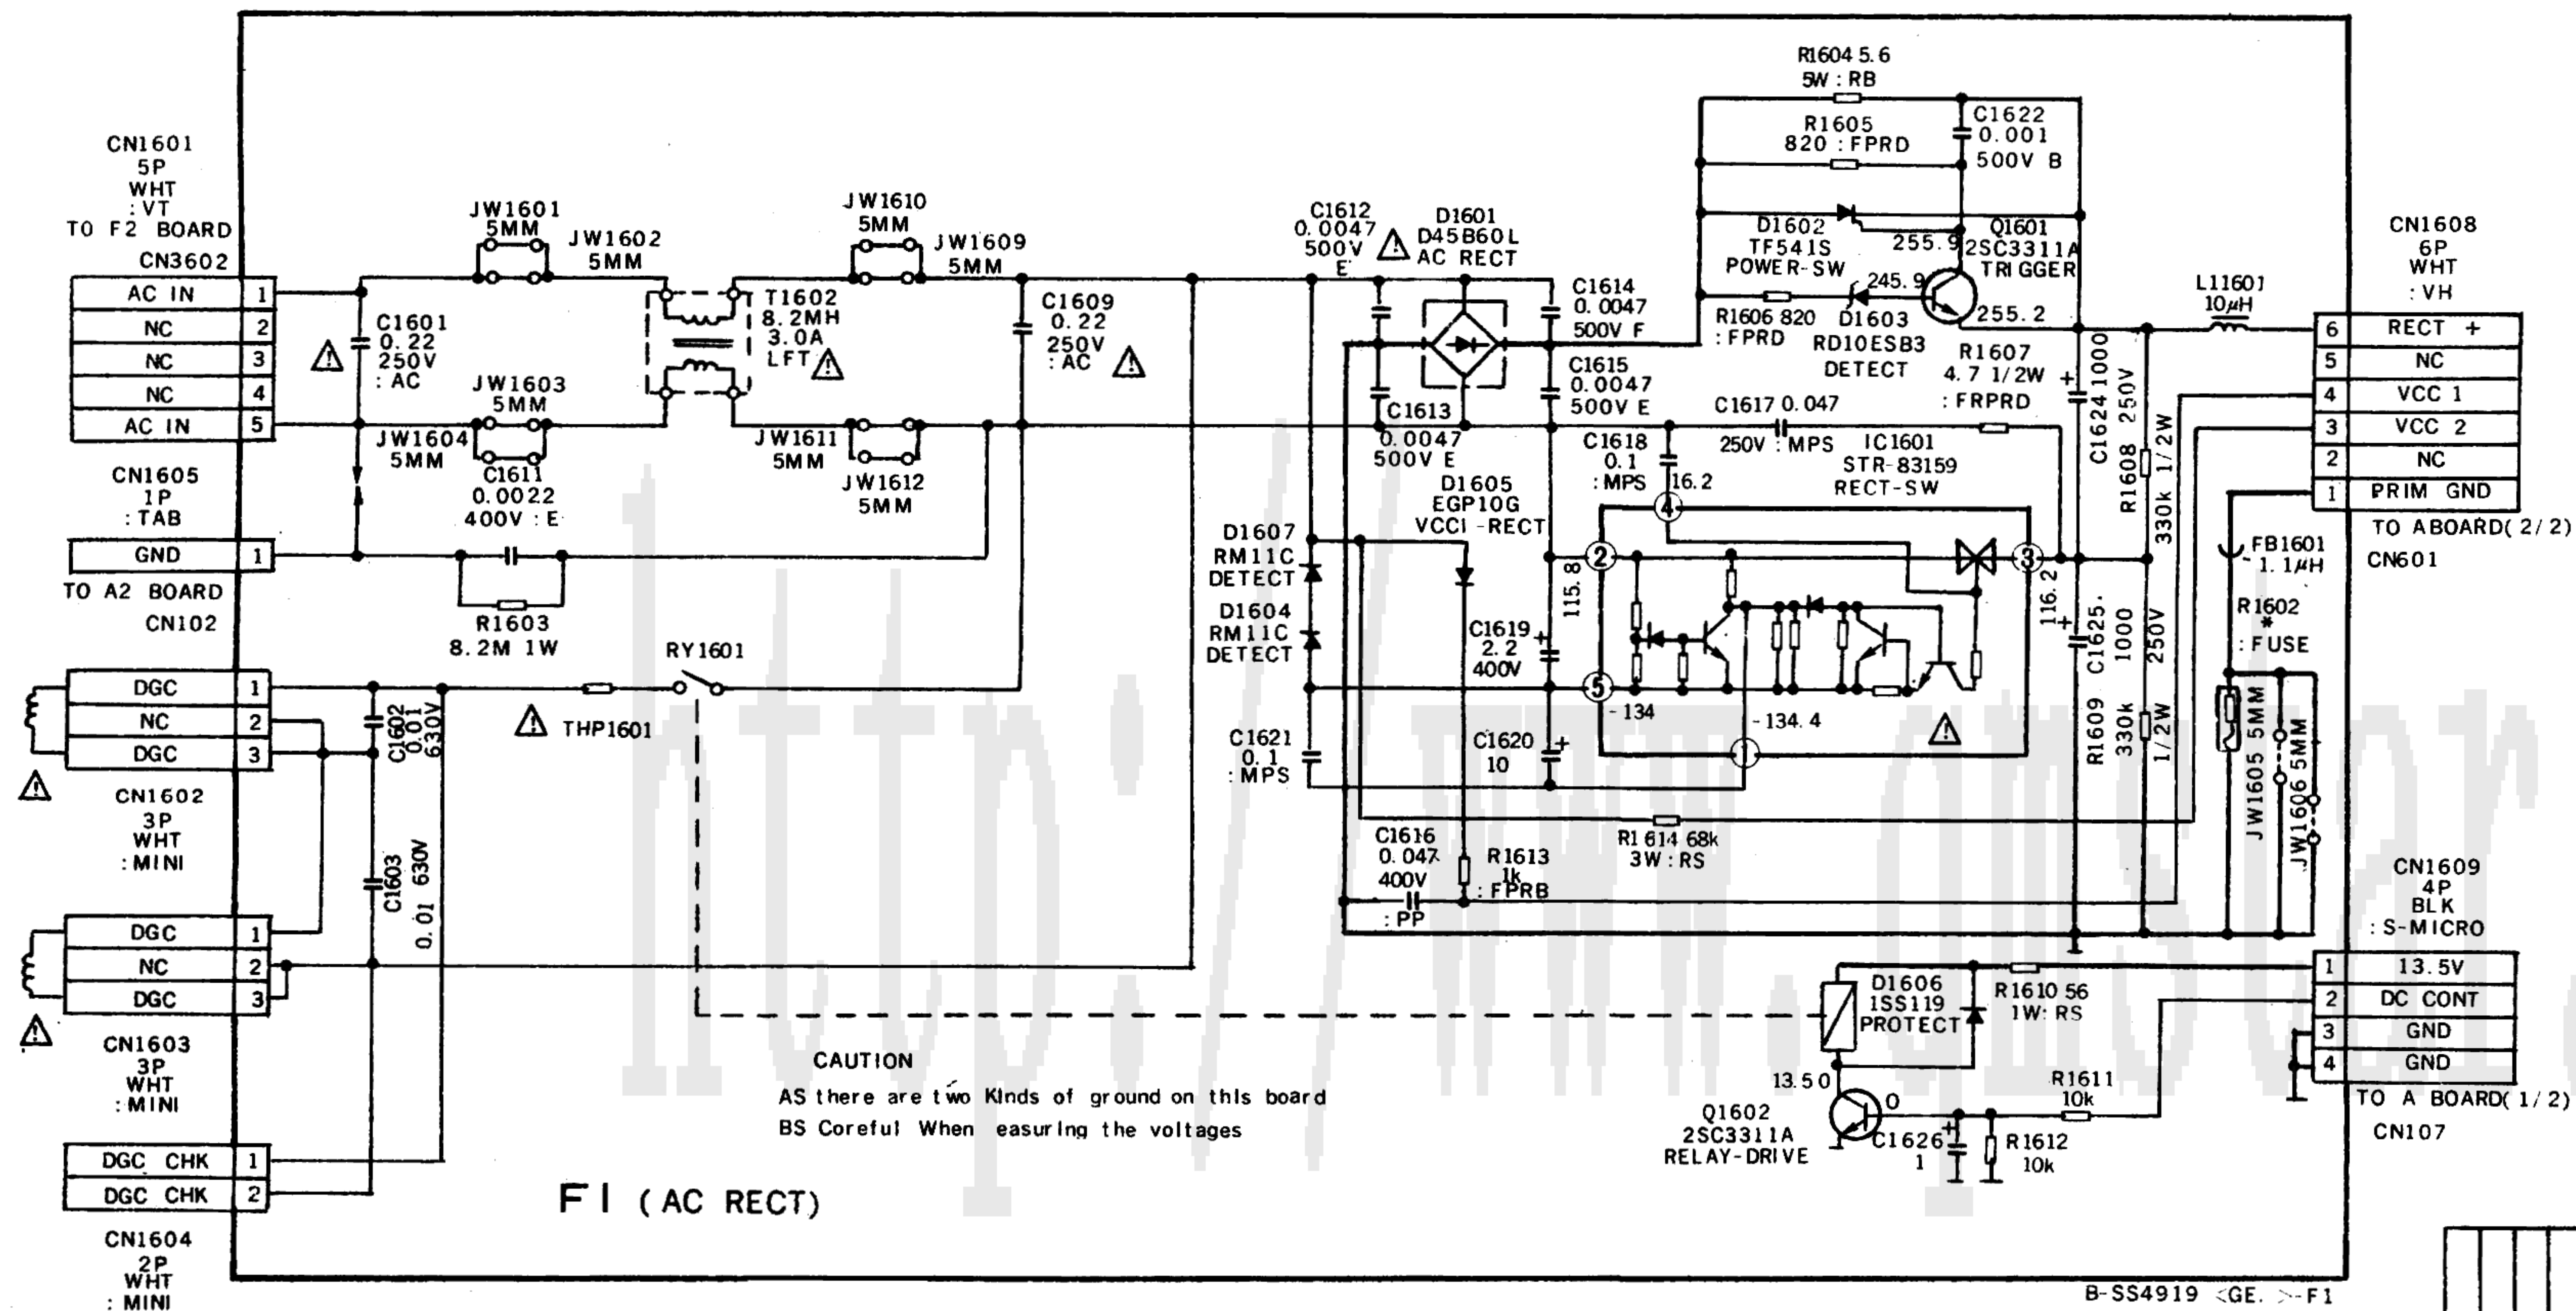 CN1601
5P
WHT
: VT
TO F2 BOARD
CN3602
AC IN 1
NC 2
NC 3
NC 4
AC IN 5
CN1605
1P
: TAB
GND 1
TO A2 BOARD
CN102
DGC 1
NC 2
DGC 3
CN1602
3P
WHT
: MINI
DGC 1
NC 2
DGC 3
CN1603
3P
WHT
: MINI
DGC CHK 1
DGC CHK 2
CN1604
2P
WHT
: MINI
C1601
0.22
250V
: AC
JW1601
5MM
JW1602
5MM
JW1603
5MM
JW1604
5MM
C1611
0.0022
400V : E
R1603
8.2M 1W
T1602
8.2MH
3.0A
LFT
JW1610
5MM
JW1609
5MM
JW1611
5MM
JW1612
5MM
C1609
0.22
250V
: AC
RY1601
THP1601
C1602
0.01
630V
C1603
0.01 630V
C1612
0.0047
500V
E
D1601
D45B60L
AC RECT
C1614
0.0047
500V F
C1615
0.0047
500V E
C1613
0.0047
500V E
D1605
EGP10G
VCCI-RECT
D1607
RM11C
DETECT
D1604
RM11C
DETECT
C1619
2.2
400V
+
C1621
0.1
: MPS
C1620
10
+
C1616
0.047
400V
: PP
R1613
1k
: FPRB
R1614 68k
3W : RS
R1604 5.6
5W : RB
R1605
820 : FPRD
C1622
0.001
500V B
D1602
TF541S
POWER-SW
255.9
Q1601
2SC3311A
TRIGGER
245.9
255.2
R1606 820
: FPRD
D1603
RD10ESB3
DETECT
R1607
4.7 1/2W
: FRPRD
C1617 0.047
250V : MPS
C1618
0.1
: MPS
16.2
IC1601
STR-83159
RECT-SW
4
2
3
5
1
115.8
116.2
-134
-134.4
+
C1624 1000
250V
R1608
330k 1/2W
+
C1625
1000
250V
R1609
330k
1/2W
L11601
10μH
CN1608
6P
WHT
: VH
6 RECT +
5 NC
4 VCC 1
3 VCC 2
2 NC
1 PRIM GND
TO A BOARD(2/2)
CN601
FB1601
1.1μH
R1602
*
: FUSE
JW1605 5MM
JW1606 5MM
CN1609
4P
BLK
: S-MICRO
1 13.5V
2 DC CONT
3 GND
4 GND
TO A BOARD(1/2)
CN107
D1606
1SS119
PROTECT
R1610 56
1W: RS
13.50
0
Q1602
2SC3311A
RELAY-DRIVE
C1626
1
+
R1612
10k
R1611
10k
CAUTION
AS there are two Kinds of ground on this board
BS Coreful When easuring the voltages
F1 (AC RECT)
B-SS4919 <GE. >-F1